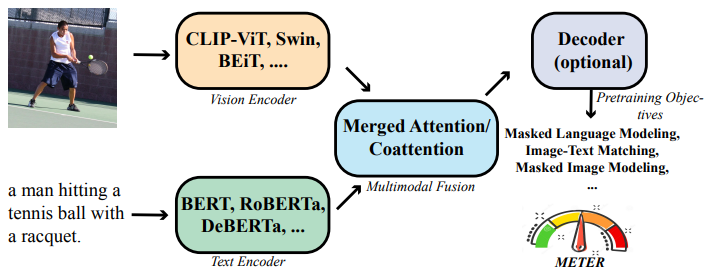 CLIP-ViT, Swin,
BEiT, ....
Vision Encoder
a man hitting a
tennis ball with
a racquet.
BERT, RoBERTa,
DeBERTa, ...
Text Encoder
Merged Attention/
Coattention
Multimodal Fusion
Decoder
(optional)
Pretraining Objec-
tives
Masked Language Modeling,
Image-Text Matching,
Masked Image Modeling,
...
METER